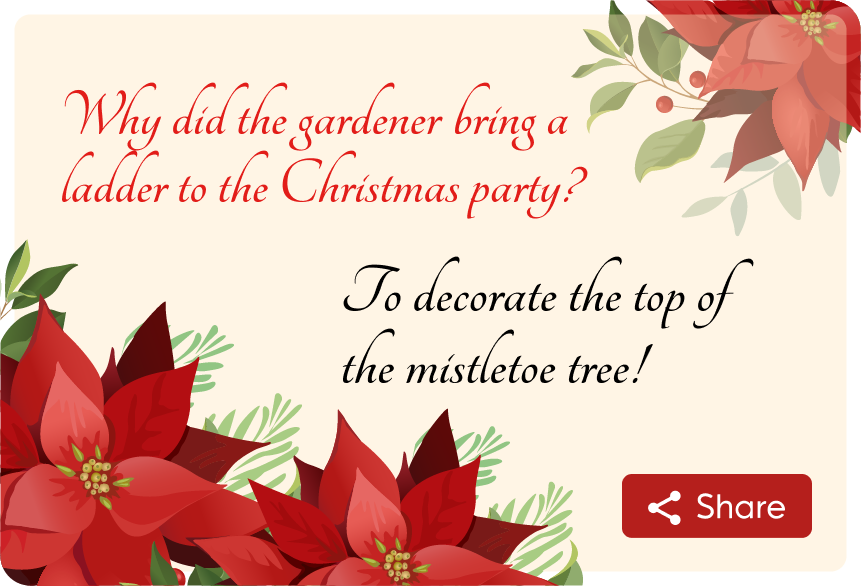 Why did the gardener bring a
ladder to the Christmas party?
To decorate the top of
the mistletoe tree!
Share